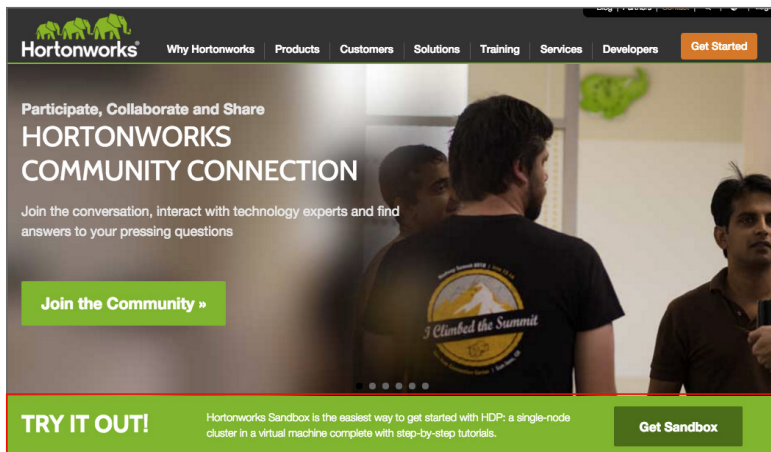 Blog | Partners | Contact
Hortonworks
Why Hortonworks
Products
Customers
Solutions
Training
Services
Developers
Get Started
Participate, Collaborate and Share
HORTONWORKS
COMMUNITY CONNECTION
Join the conversation, interact with technology experts and find
answers to your pressing questions
Join the Community »
I Climbed the Summit
TRY IT OUT!
Hortonworks Sandbox is the easiest way to get started with HDP: a single-node
cluster in a virtual machine complete with step-by-step tutorials.
Get Sandbox